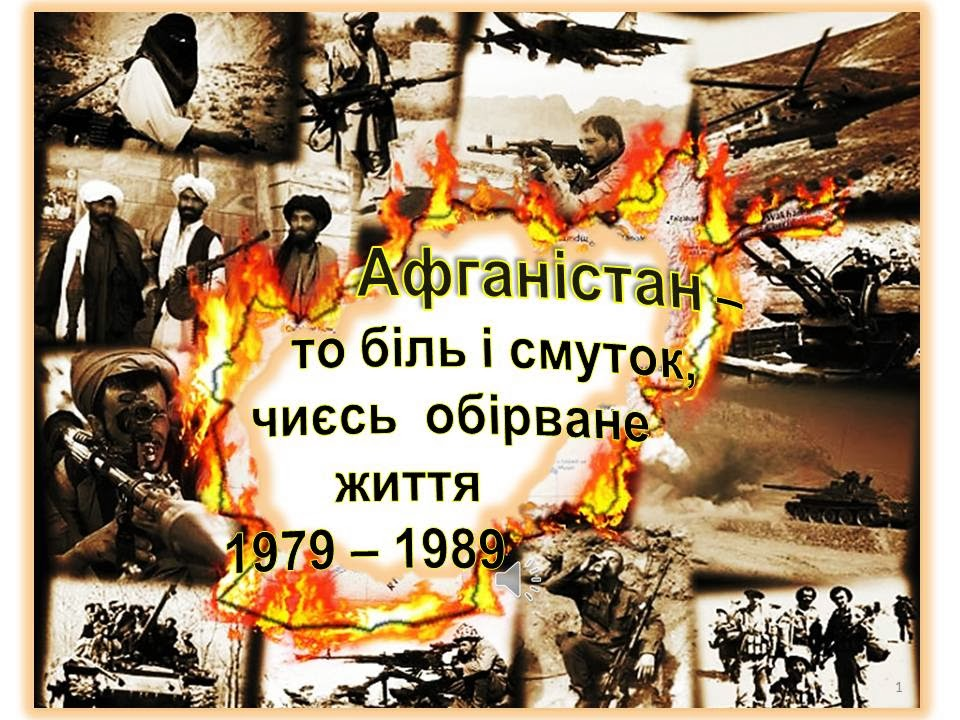 Афганістан –
то біль і смуток,
чиєсь обірване
життя
1979 – 1989
1